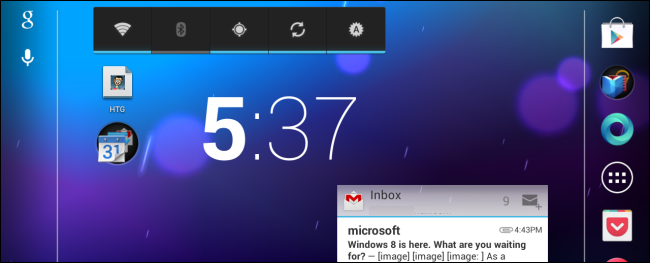 g
A
HTG
31
5:37
Inbox
9
microsoft
4:43PM
Windows 8 is here. What are you waiting
for? — [image] [image] [image: ] As a